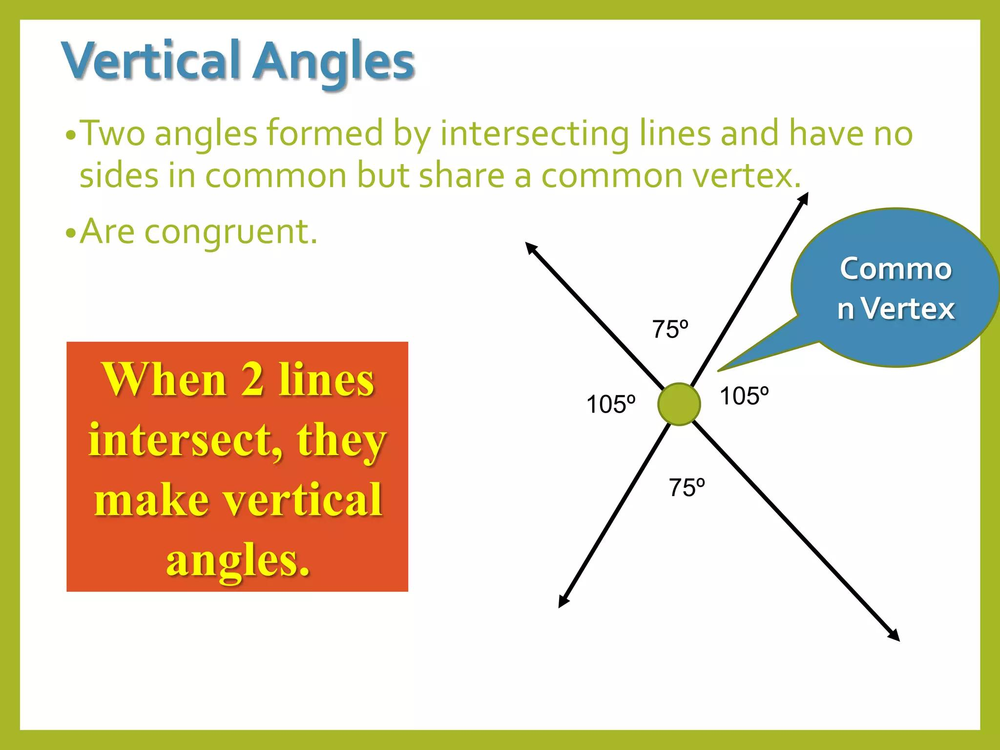 Vertical Angles
•Two angles formed by intersecting lines and have no
sides in common but share a common vertex.
•Are congruent.
Commo
n Vertex
75º
105º
105º
75º
When 2 lines
intersect, they
make vertical
angles.